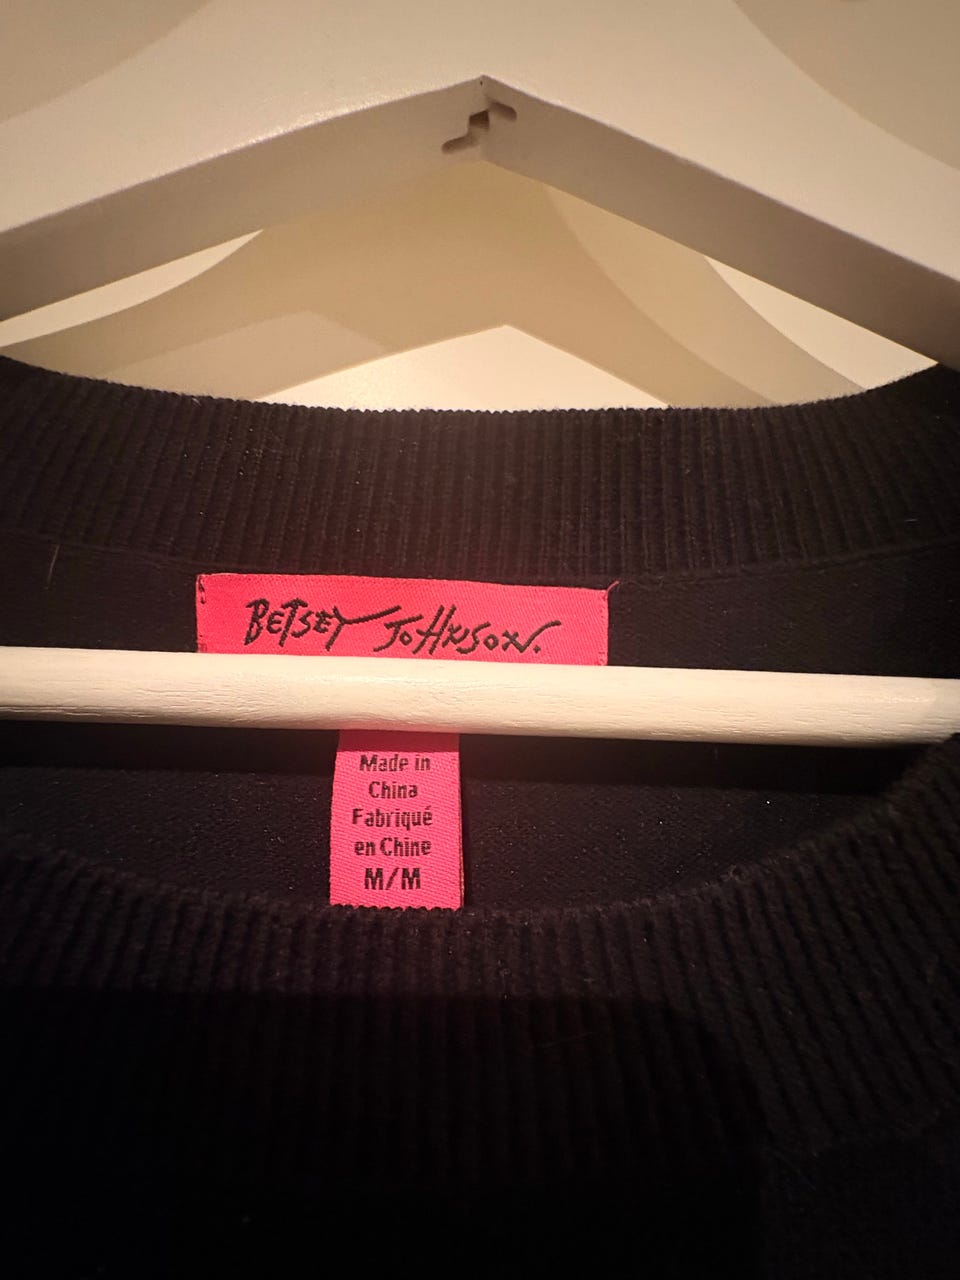 BETSEY JOHNSON.
Made in
China
Fabriqué
en Chine
M/M